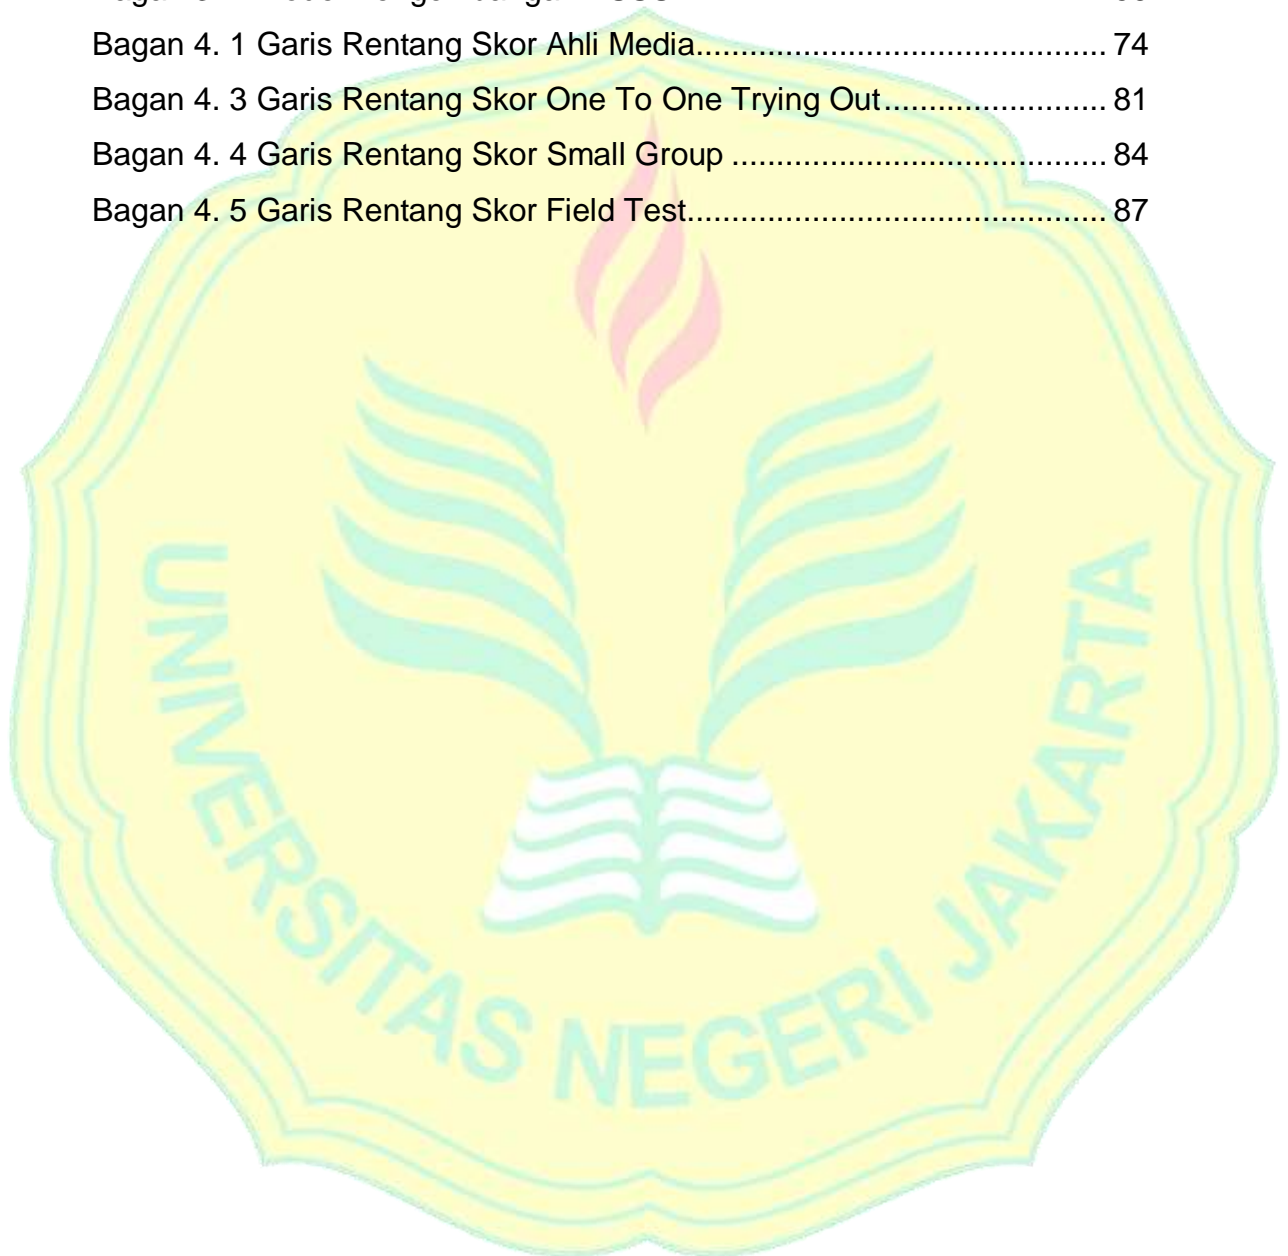 Bagan 4. 1 Garis Rentang Skor Ahli Media.............................................. 74
Bagan 4. 3 Garis Rentang Skor One To One Trying Out......................... 81
Bagan 4. 4 Garis Rentang Skor Small Group .......................................... 84
Bagan 4. 5 Garis Rentang Skor Field Test............................................... 87
UNIVERSITAS NEGERI JAKARTA